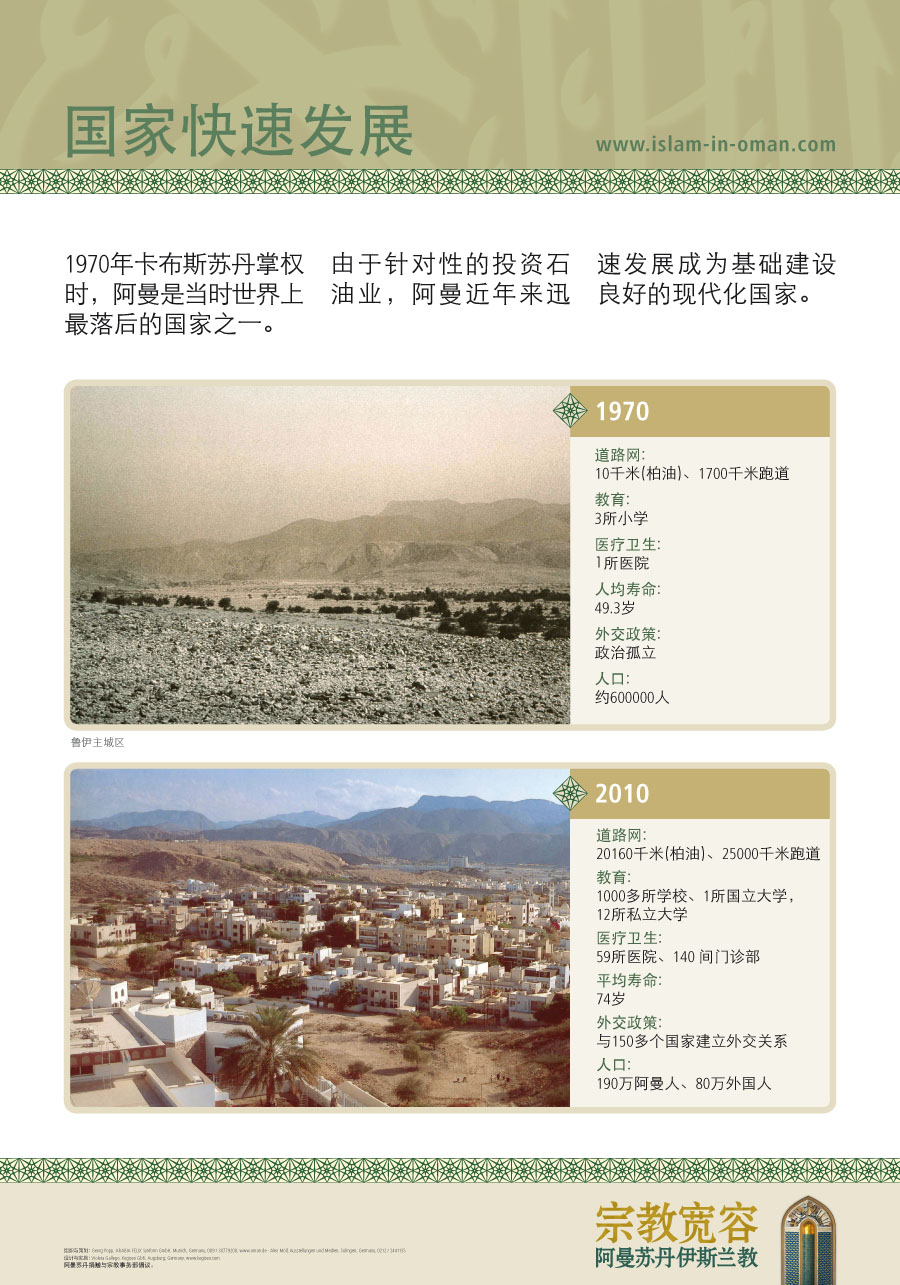 国家快速发展
www.islam-in-oman.com
1970年卡布斯苏丹掌权
时，阿曼是当时世界上
最落后的国家之一。
由于针对性的投资石
油业，阿曼近年来迅
速发展成为基础建设
良好的现代化国家。
1970
道路网:
10千米(柏油)、1700千米跑道
教育:
3所小学
医疗卫生:
1所医院
人均寿命:
49.3岁
外交政策:
政治孤立
人口:
约600000人
鲁伊主城区
2010
道路网:
20160千米(柏油)、25000千米跑道
教育:
1000多所学校、1所国立大学，
12所私立大学
医疗卫生:
59所医院、140 间门诊部
平均寿命:
74岁
外交政策:
与150多个国家建立外交关系
人口:
190万阿曼人、80万外国人
宗教宽容
阿曼苏丹伊斯兰教
阿曼苏丹捐赠与宗教事务部倡议。